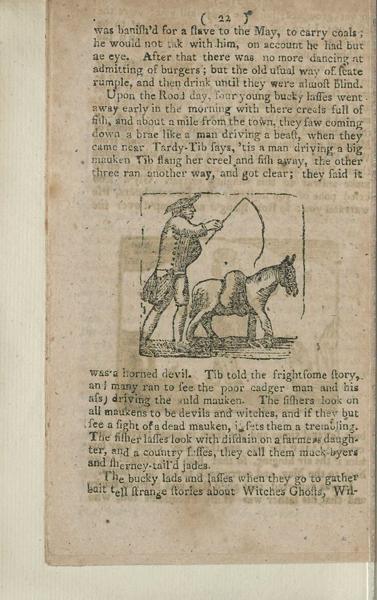 ( 22 )
was banish'd for a slave to the May, to carry coals;
he would not tak with him, on account he had but
ae eye. After that there was no more dancing at
admitting of burgers; but the old usual way of scate
rumple, and then drink until they were almost blind.
Upon the Rood day, four young bucky lasses went
away early in the morning with there creels full of
fish, and about a mile from the town, they saw coming
down a brae like a man driving a beast, when they
came near Tardy-Tib says, 'tis a man driving a big
mauken Tib flang her creel and fish away, the other
three ran another way, and got clear; they said it
was a horned devil. Tib told the frightsome story,
and many ran to see the poor cadger man and his
ass, driving the auld mauken. The fishers look on
all maukens to be devils and witches, and if they but
see a sight of a dead mauken, it sets them a trembling.
The fisher lasses look with disdain on a farmers daugh-
ter, and a country lasses, they call them muck-byers
and sherney-tail'd jades.
The bucky lads and lasses when they go to gather
bait tell strange stories about Witches Ghosts, Wil-